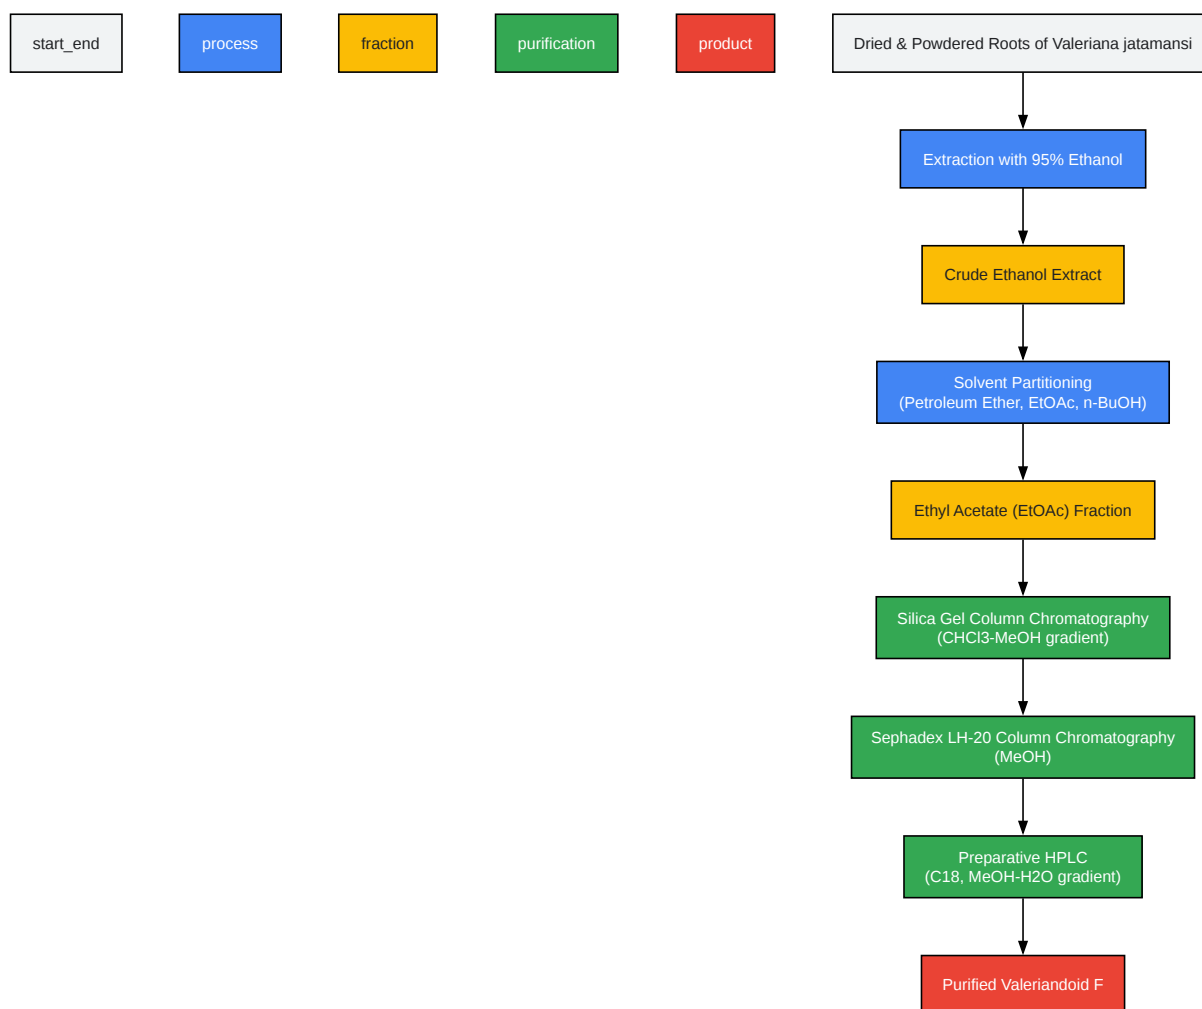 start_end
process
fraction
purification
product
Dried & Powdered Roots of Valeriana jatamansi
Extraction with 95% Ethanol
Crude Ethanol Extract
Solvent Partitioning
(Petroleum Ether, EtOAc, n-BuOH)
Ethyl Acetate (EtOAc) Fraction
Silica Gel Column Chromatography
(CHCl3-MeOH gradient)
Sephadex LH-20 Column Chromatography
(MeOH)
Preparative HPLC
(C18, MeOH-H2O gradient)
Purified Valeriandoid F